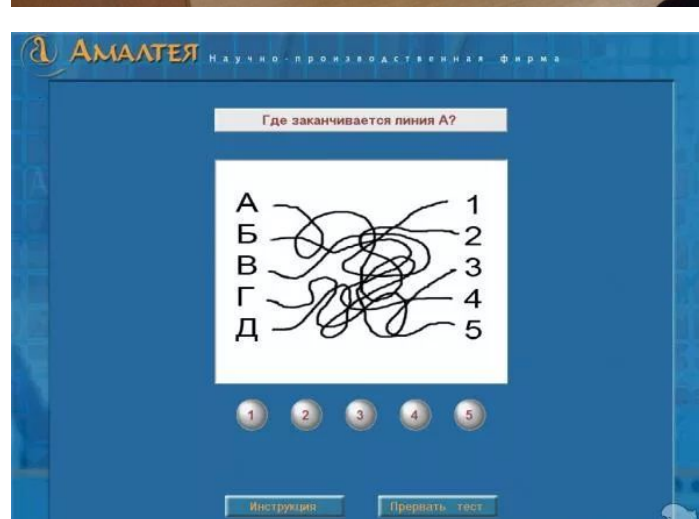 a АМАЛТЕЯ Научно-производственная фирма
Где заканчивается линия А?
А 1
Б 2
В 3
Г 4
Д 5
1 2 3 4 5
Инструкция Прервать тест